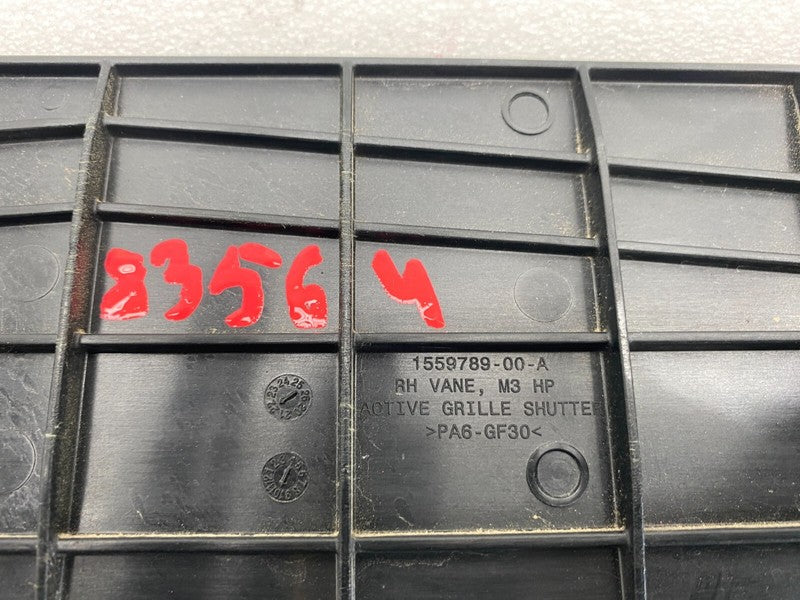 83564
1559789-00-A
RH VANE, M3 HP
ACTIVE GRILLE SHUTTER
>PA6-GF30<